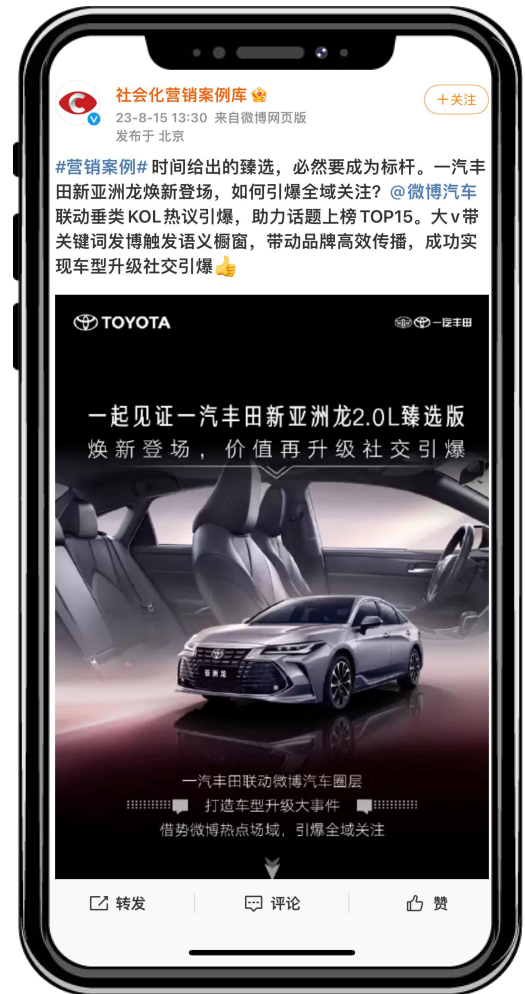 社会化营销案例库
+关注
23-8-15 13:30 来自微博网页版
发布于 北京
#营销案例# 时间给出的臻选，必然要成为标杆。一汽丰
田新亚洲龙焕新登场，如何引爆全域关注？@微博汽车
联动垂类KOL热议引爆，助力话题上榜TOP15。大v带
关键词发博触发语义橱窗，带动品牌高效传播，成功实
现车型升级社交引爆👍
TOYOTA
一汽丰田
一起见证一汽丰田新亚洲龙2.0L臻选版
焕新登场，价值再升级社交引爆
亚洲龙
一汽丰田联动微博汽车圈层
打造车型升级大事件
借势微博热点场域，引爆全域关注
转发
评论
赞